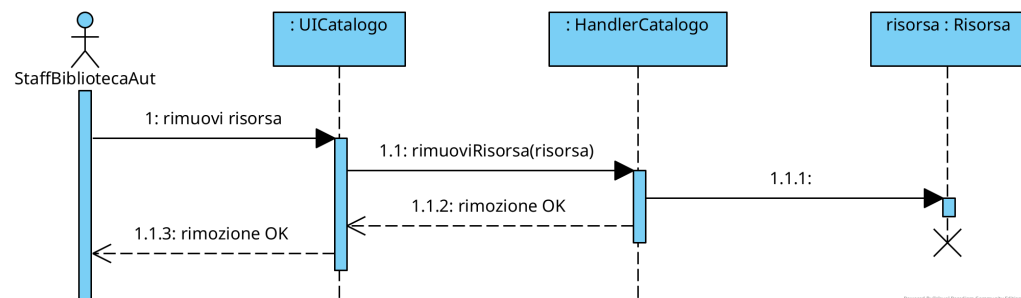 : UICatalogo
: HandlerCatalogo
risorsa : Risorsa
StaffBibliotecaAut
1: rimuovi risorsa
1.1: rimuoviRisorsa(risorsa)
1.1.1:
1.1.2: rimozione OK
1.1.3: rimozione OK